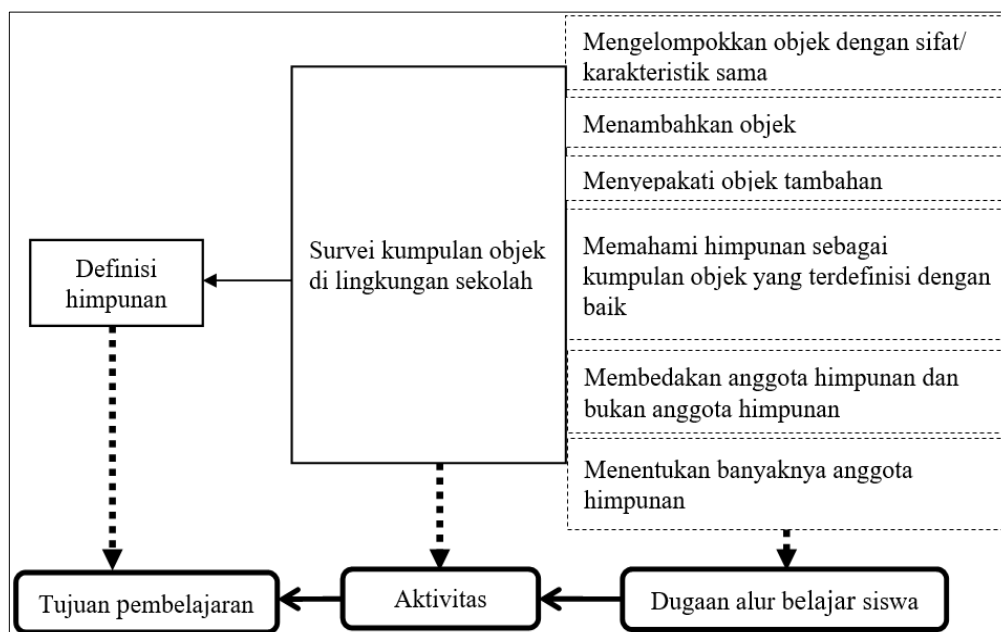 Mengelompokkan objek dengan sifat/
karakteristik sama
Menambahkan objek
Menyepakati objek tambahan
Survei kumpulan objek
di lingkungan sekolah
Definisi
himpunan
Memahami himpunan sebagai
kumpulan objek yang terdefinisi dengan
baik
Membedakan anggota himpunan dan
bukan anggota himpunan
Menentukan banyaknya anggota
himpunan
Tujuan pembelajaran
Aktivitas
Dugaan alur belajar siswa